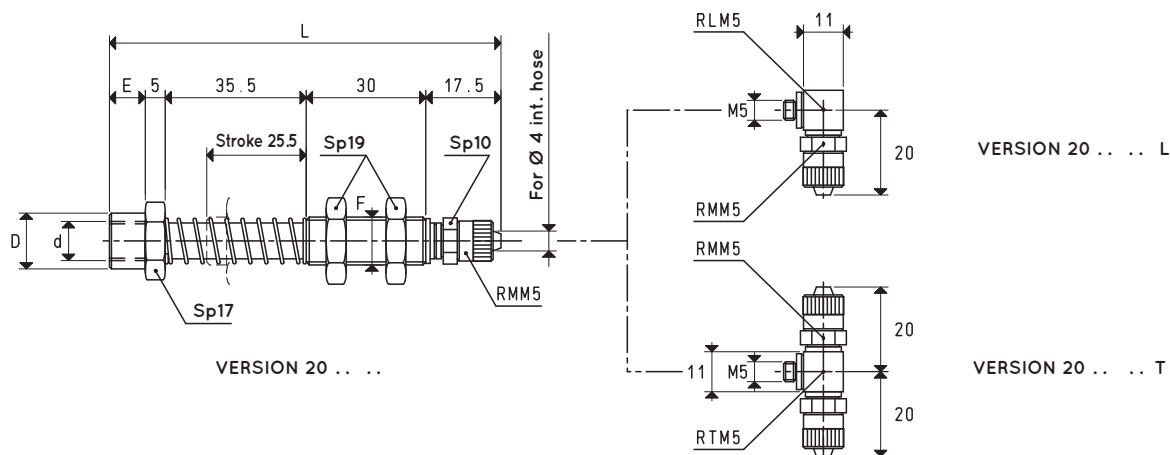 L
E
5
35.5
30
17.5
Stroke 25.5
Sp19
Sp10
For Ø 4 int. hose
F
D
d
Sp17
RMM5
VERSION 20 .. ..
RLM5
11
M5
20
RMM5
VERSION 20 .. .. L
RMM5
20
11
M5
20
RTM5
VERSION 20 .. .. T